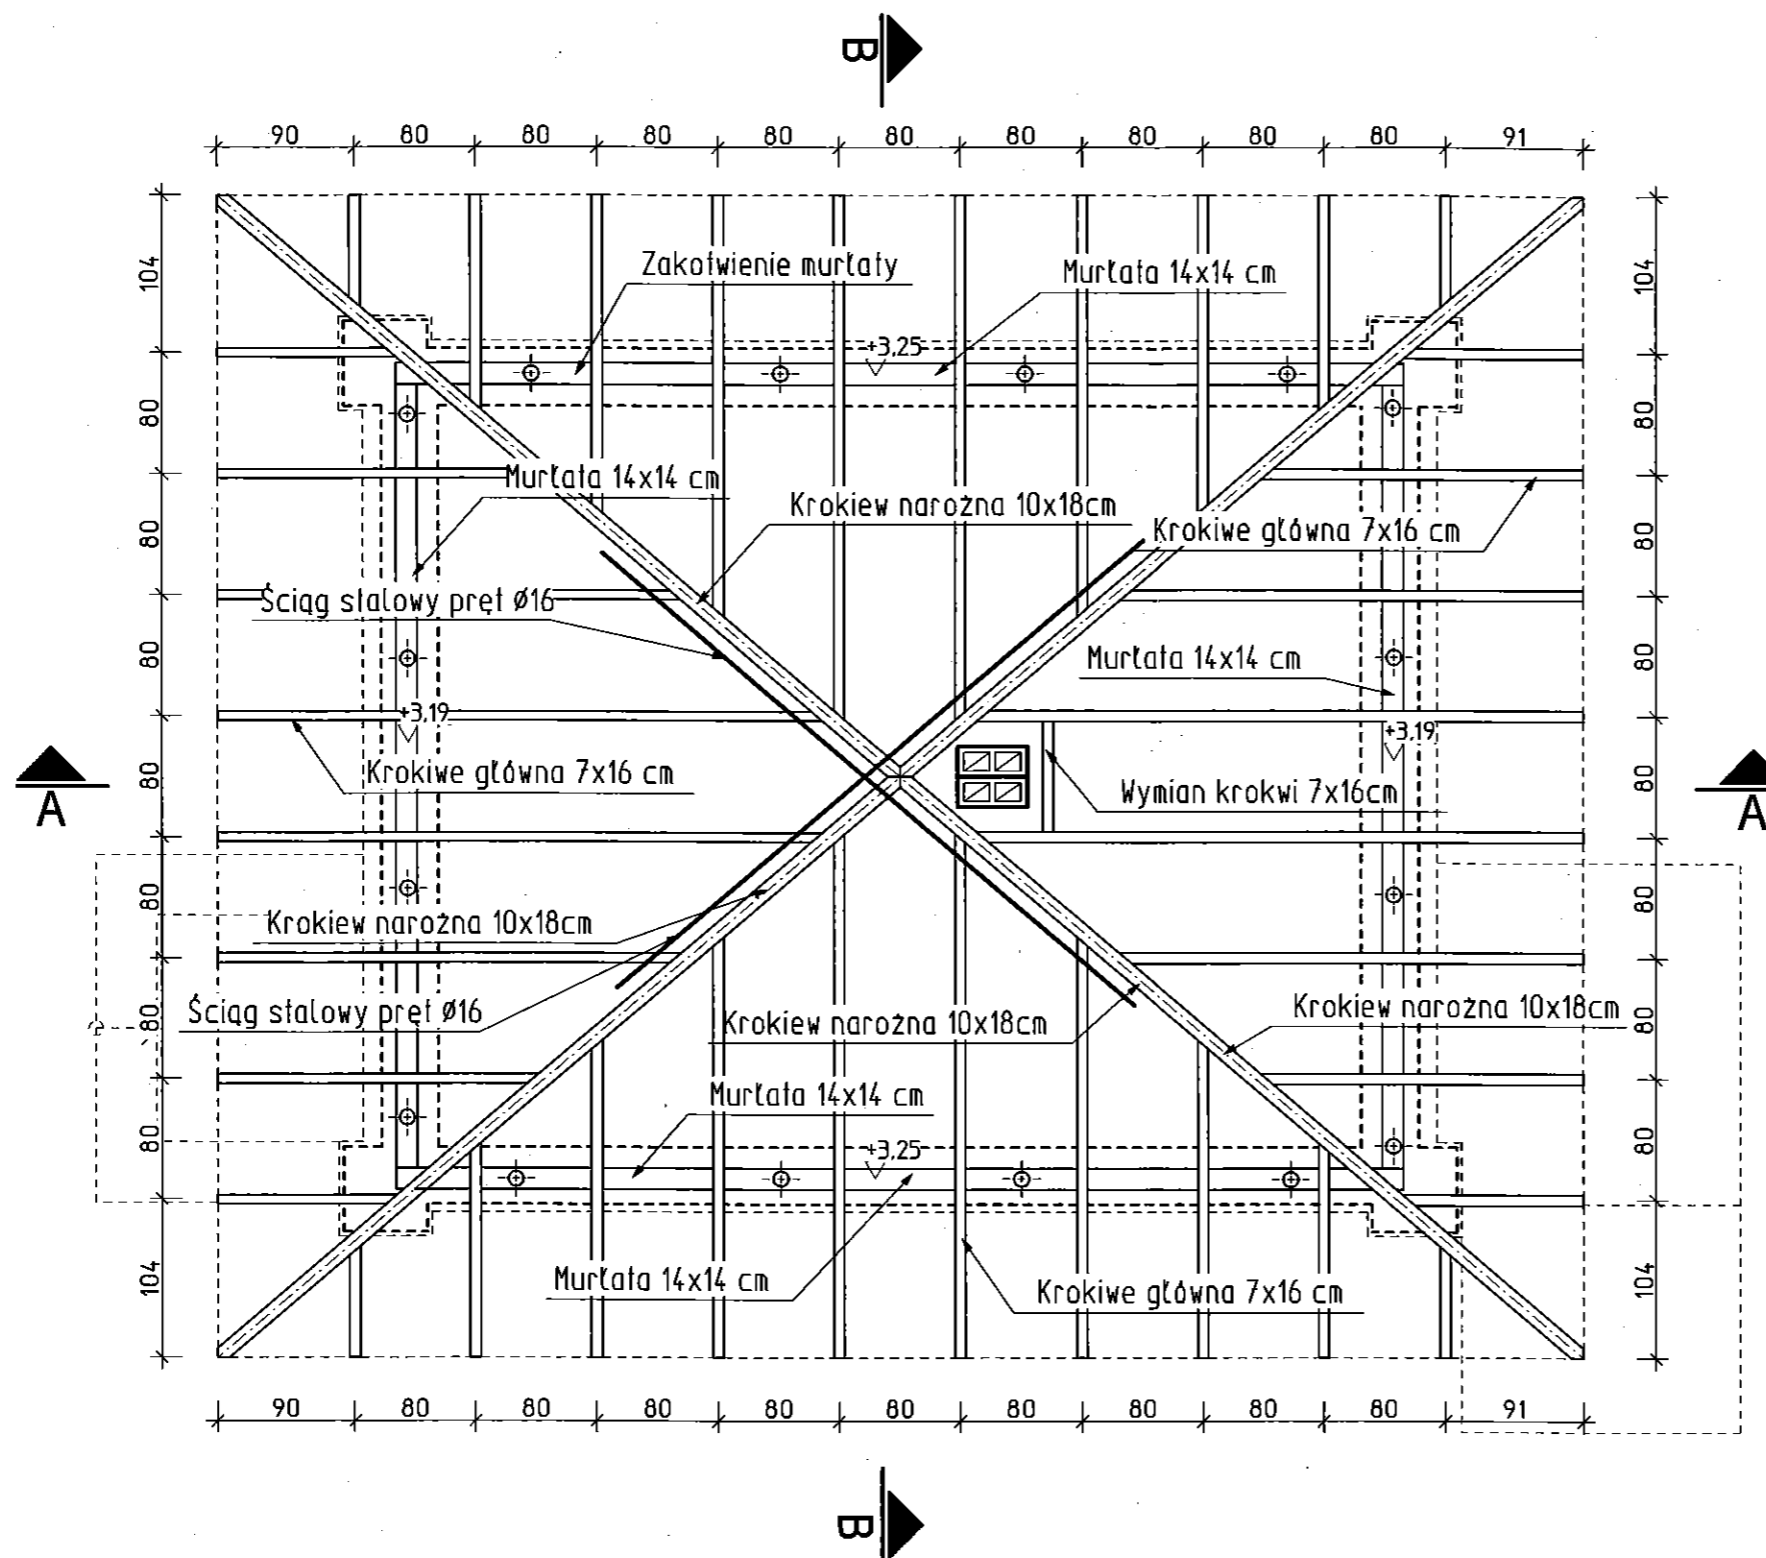 B
90 80 80 80 80 80 80 80 80 80 91
104 104
Zakotwienie murłaty
Murłata 14x14 cm
+3,25
80 80
Murłata 14x14 cm
Krokiew narożna 10x18cm
Krokiwe główna 7x16 cm
80 80
Ściąg stalowy pręt Ø16
80 80
Murłata 14x14 cm
+3,19
+3,19
A
Krokiwe główna 7x16 cm
80 80
Wymian krokwi 7x16cm
A
80 80
Krokiew narożna 10x18cm
Ściąg stalowy pręt Ø16
Krokiew narożna 10x18cm
Krokiew narożna 10x18cm
80 80
Murłata 14x14 cm
+3,25
80 80
Murłata 14x14 cm
Krokiwe główna 7x16 cm
104 104
90 80 80 80 80 80 80 80 80 80 91
B